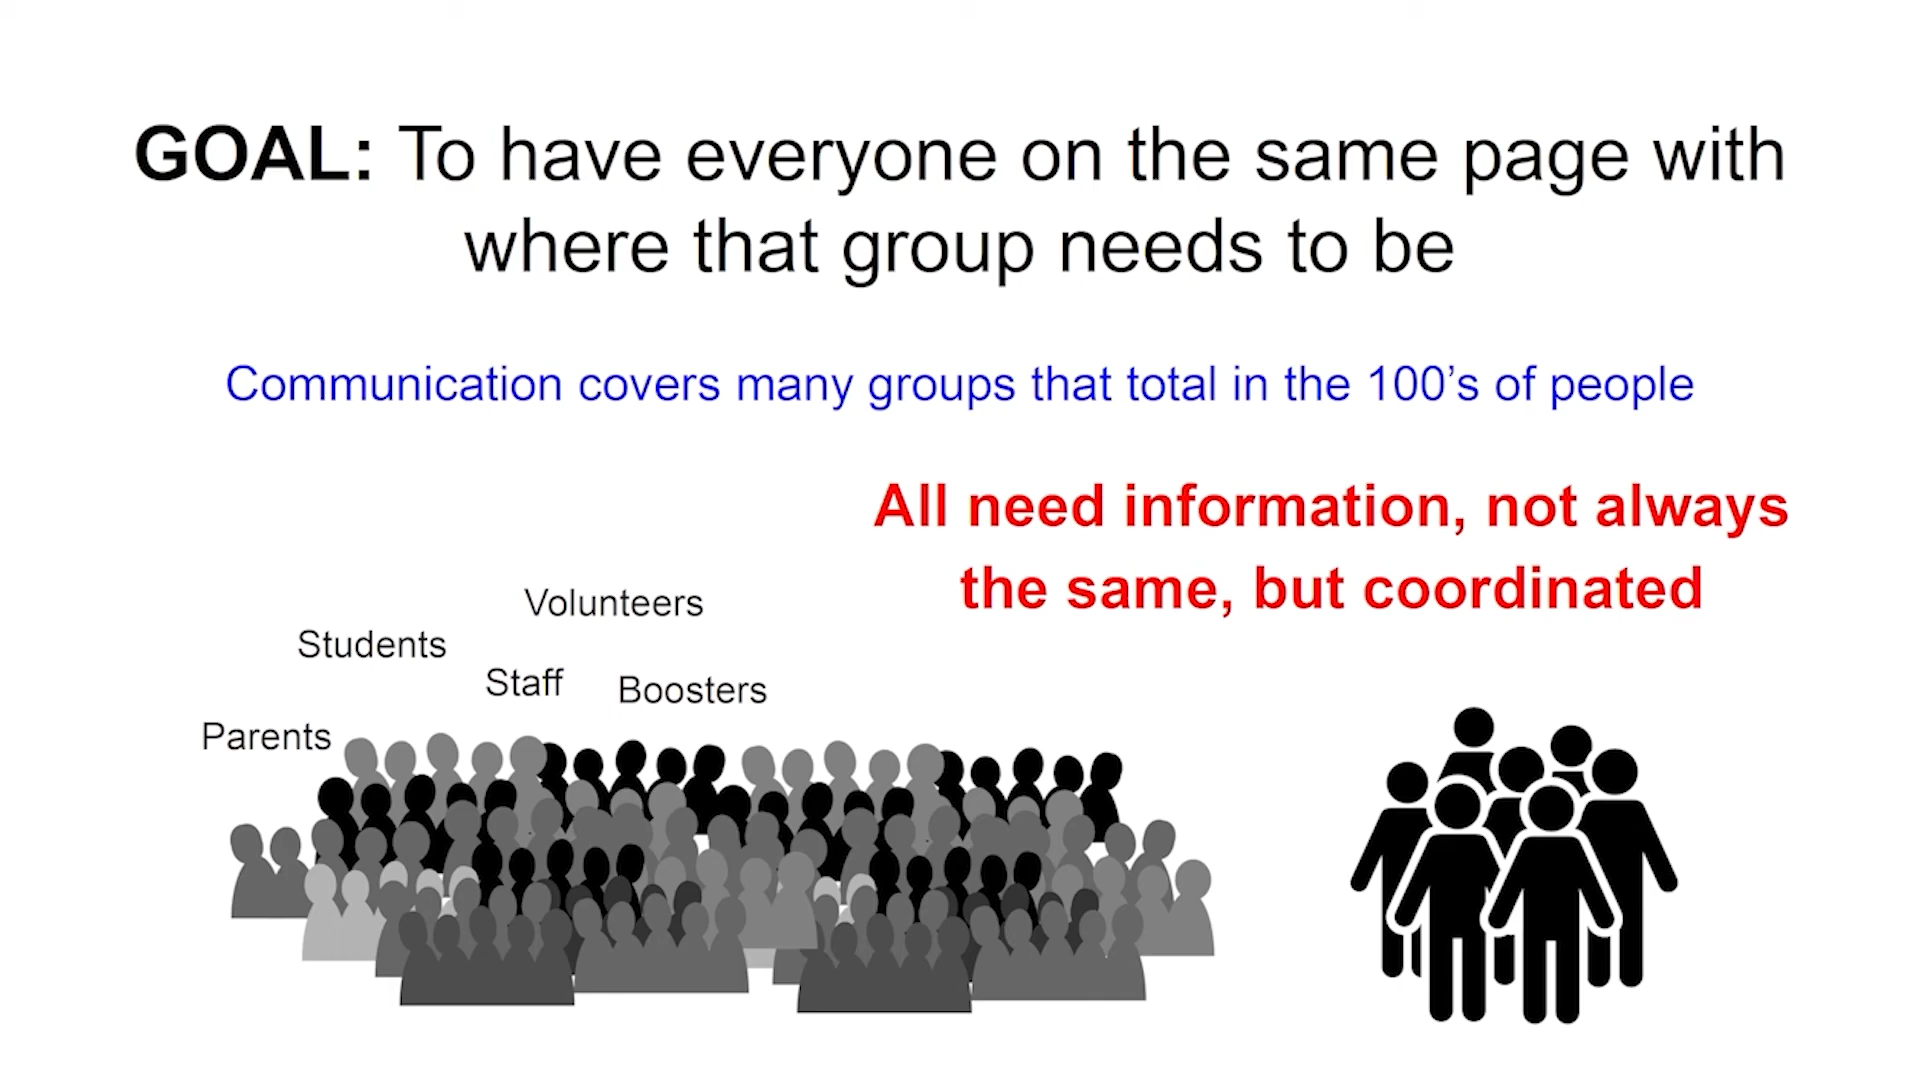 GOAL: To have everyone on the same page with
where that group needs to be
Communication covers many groups that total in the 100’s of people
All need information, not always
the same, but coordinated
Volunteers
Students
Staff
Boosters
Parents